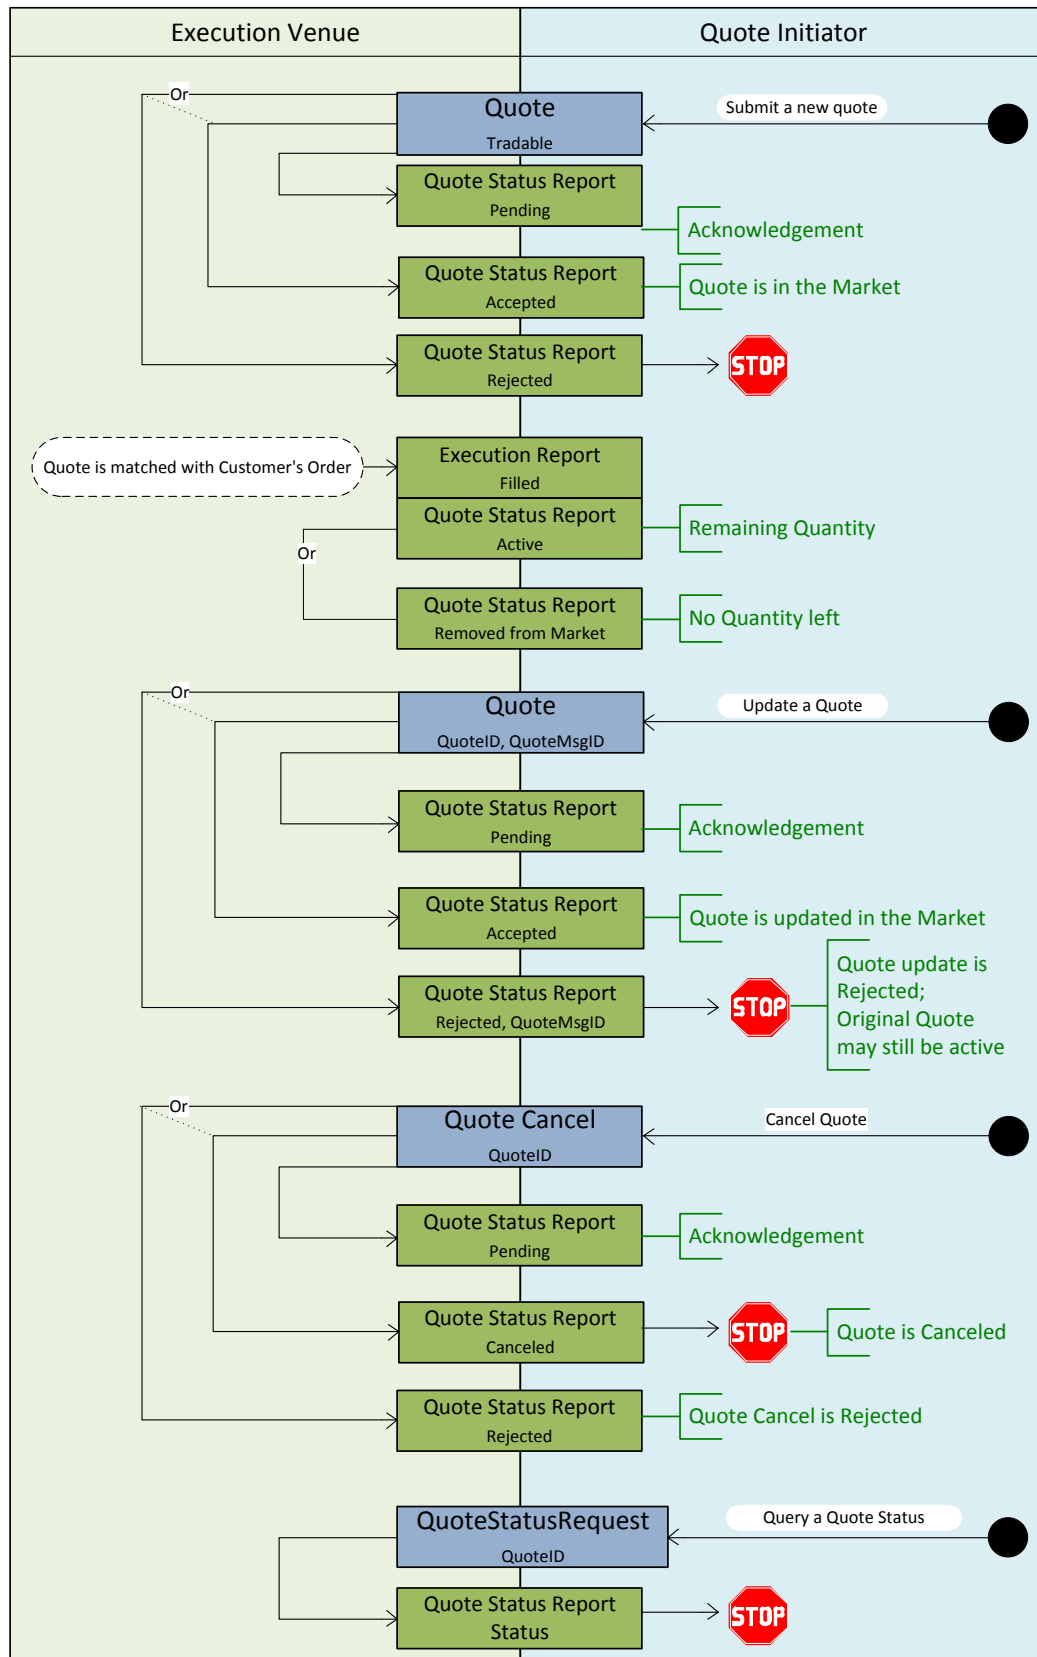 Execution Venue
Quote Initiator
Or
Quote
Tradable
Submit a new quote
Quote Status Report
Pending
Acknowledgement
Quote Status Report
Accepted
Quote is in the Market
Quote Status Report
Rejected
STOP
Quote is matched with Customer's Order
Execution Report
Filled
Quote Status Report
Active
Remaining Quantity
Or
Quote Status Report
Removed from Market
No Quantity left
Or
Quote
QuoteID, QuoteMsgID
Update a Quote
Quote Status Report
Pending
Acknowledgement
Quote Status Report
Accepted
Quote is updated in the Market
Quote Status Report
Rejected, QuoteMsgID
STOP
Quote update is
Rejected;
Original Quote
may still be active
Or
Quote Cancel
QuoteID
Cancel Quote
Quote Status Report
Pending
Acknowledgement
Quote Status Report
Canceled
STOP
Quote is Canceled
Quote Status Report
Rejected
Quote Cancel is Rejected
QuoteStatusRequest
QuoteID
Query a Quote Status
Quote Status Report
Status
STOP